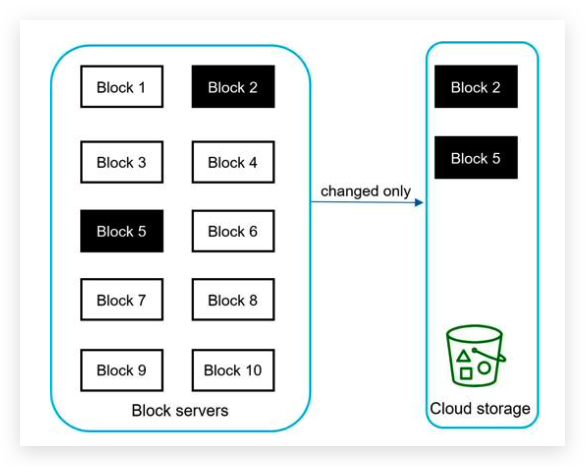 Block 1
Block 2
Block 3
Block 4
Block 5
Block 6
Block 7
Block 8
Block 9
Block 10
Block servers
changed only
Block 2
Block 5
Cloud storage